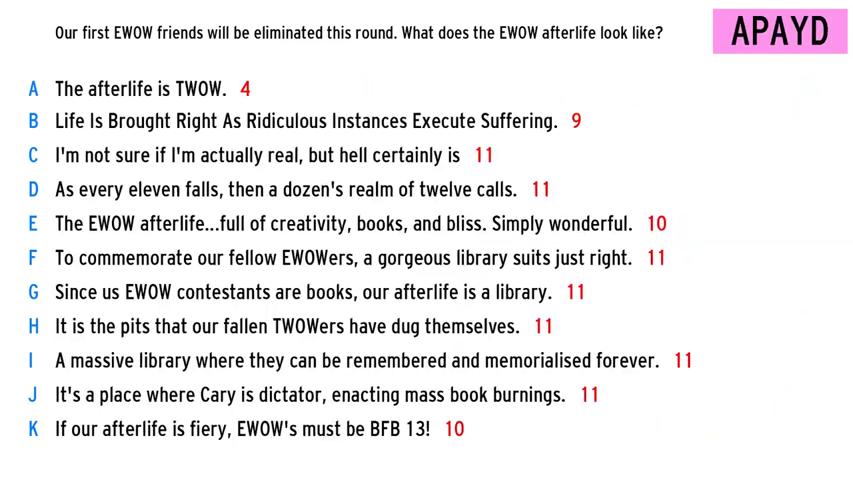 Our first EWOW friends will be eliminated this round. What does the EWOW afterlife look like?
APAYD
A The afterlife is TWOW. 4
B Life Is Brought Right As Ridiculous Instances Execute Suffering. 9
C I'm not sure if I'm actually real, but hell certainly is 11
D As every eleven falls, then a dozen's realm of twelve calls. 11
E The EWOW afterlife...full of creativity, books, and bliss. Simply wonderful. 10
F To commemorate our fellow EWOWers, a gorgeous library suits just right. 11
G Since us EWOW contestants are books, our afterlife is a library. 11
H It is the pits that our fallen TWOWers have dug themselves. 11
I A massive library where they can be remembered and memorialised forever. 11
J It's a place where Cary is dictator, enacting mass book burnings. 11
K If our afterlife is fiery, EWOW's must be BFB 13! 10